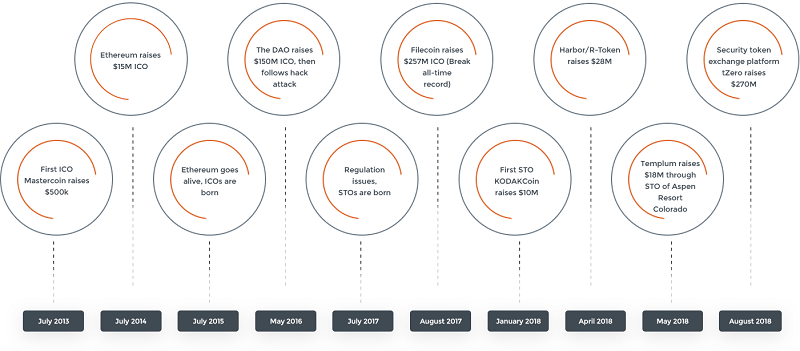 Ethereum raises
$15M ICO
The DAO raises
$150M ICO, then
follows hack
attack
Filecoin raises
$257M ICO (Break
all-time
record)
Harbor/R-Token
raises $28M
Security token
exchange platform
tZero raises
$270M
First ICO
Mastercoin raises
$500k
Ethereum goes
alive, ICOs are
born
Regulation
issues,
STOs are born
First STO
KODAKCoin
raises $10M
Templum raises
$18M through
STO of Aspen
Resort
Colorado
July 2013
July 2014
July 2015
May 2016
July 2017
August 2017
January 2018
April 2018
May 2018
August 2018